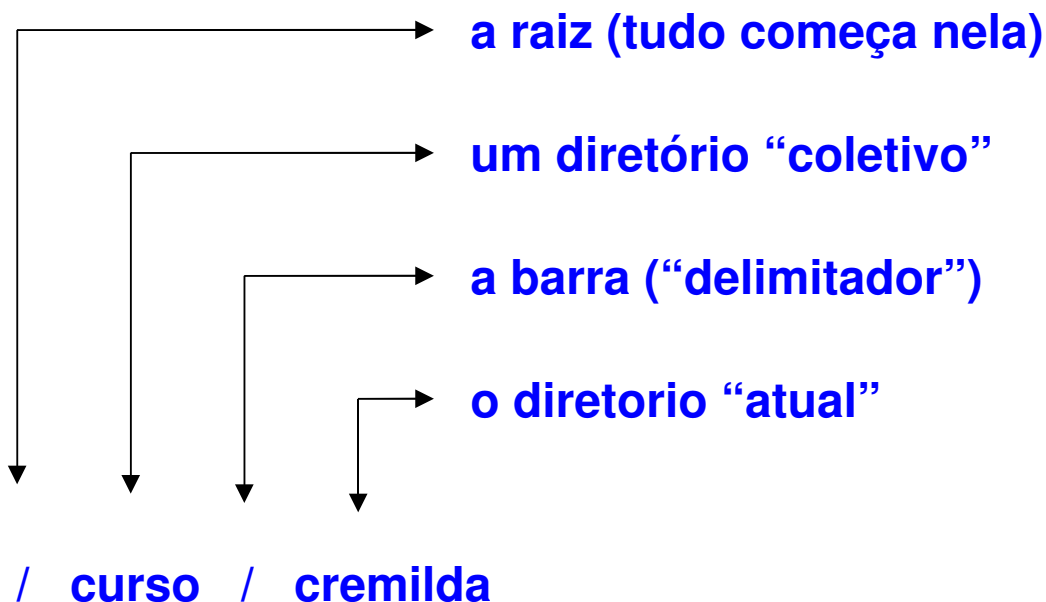 a raiz (tudo começa nela)
um diretório “coletivo”
a barra (“delimitador”)
o diretorio “atual”
/ curso / cremilda